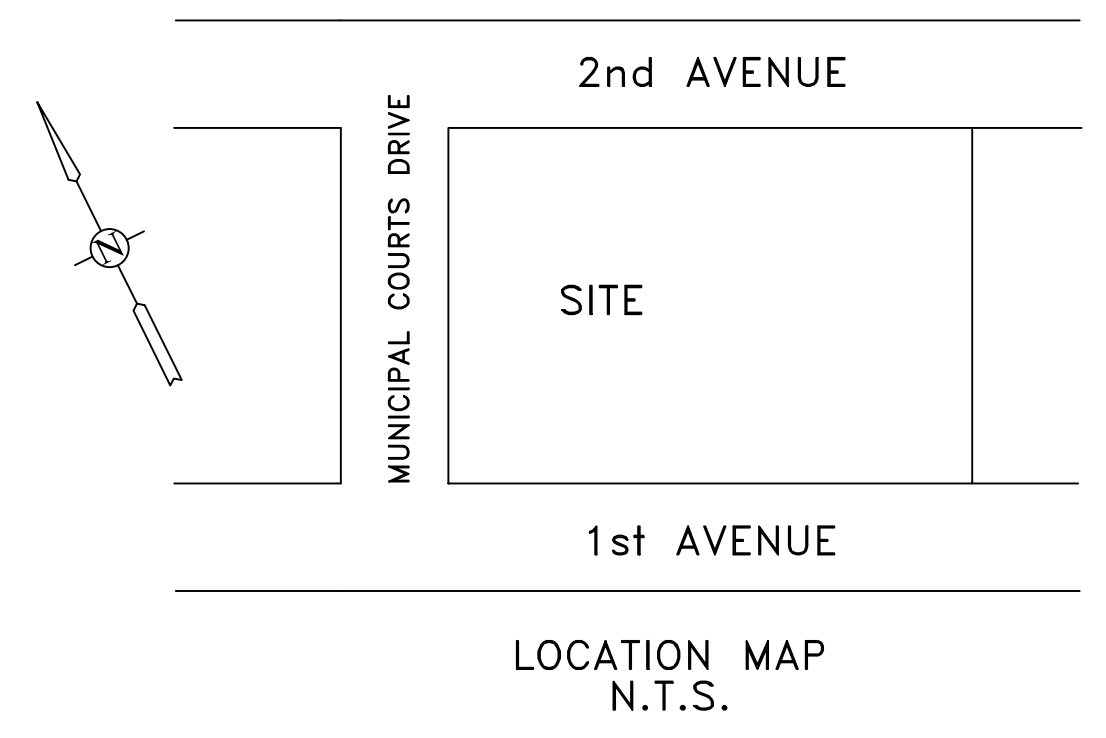 2nd AVENUE
MUNICIPAL COURTS DRIVE
N
SITE
1st AVENUE
LOCATION MAP
N.T.S.